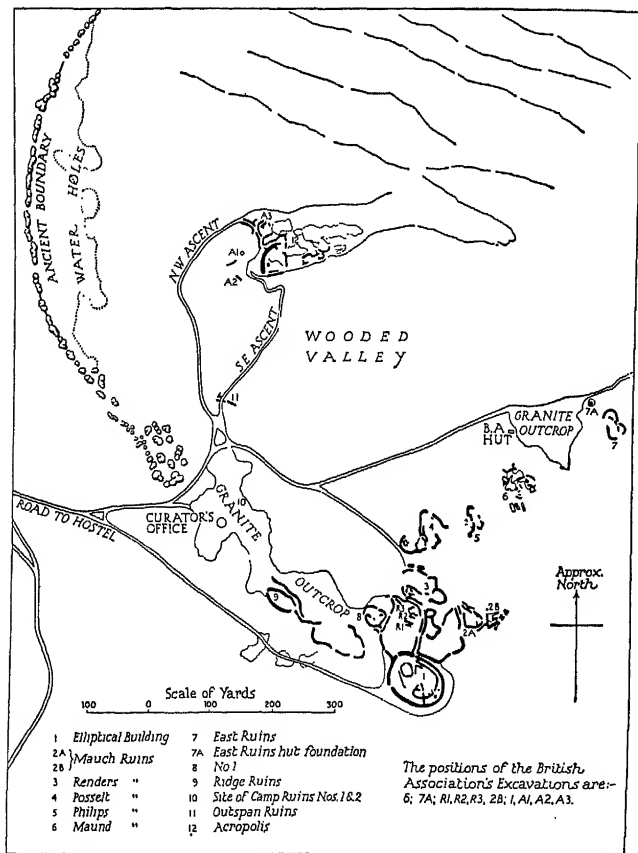 ANCIENT BOUNDARY
WATER HOLES
N.W ASCENT
A3
A1
A2
S.E ASCENT
WOODED
VALLEY
11
7A
GRANITE
OUTCROP
B.A
HUT
7
6
ROAD TO HOSTEL
CURATOR'S
OFFICE
10
GRANITE
OUTCROP
4
5
3
9
8
R3
R2
R1
2A
2B
1
Approx.
North
Scale of Yards
100 0 100 200 300
1 Elliptical Building
2A } Mauch Ruins
2B
3 Renders "
4 Posselt "
5 Philips "
6 Maund "
7 East Ruins
7A East Ruins hut foundation
8 No 1
9 Ridge Ruins
10 Site of Camp Ruins Nos. 1 & 2
11 Outspan Ruins
12 Acropolis
The positions of the British
Association's Excavations are:-
6; 7A; R1, R2, R3, 2B; 1, A1, A2, A3.